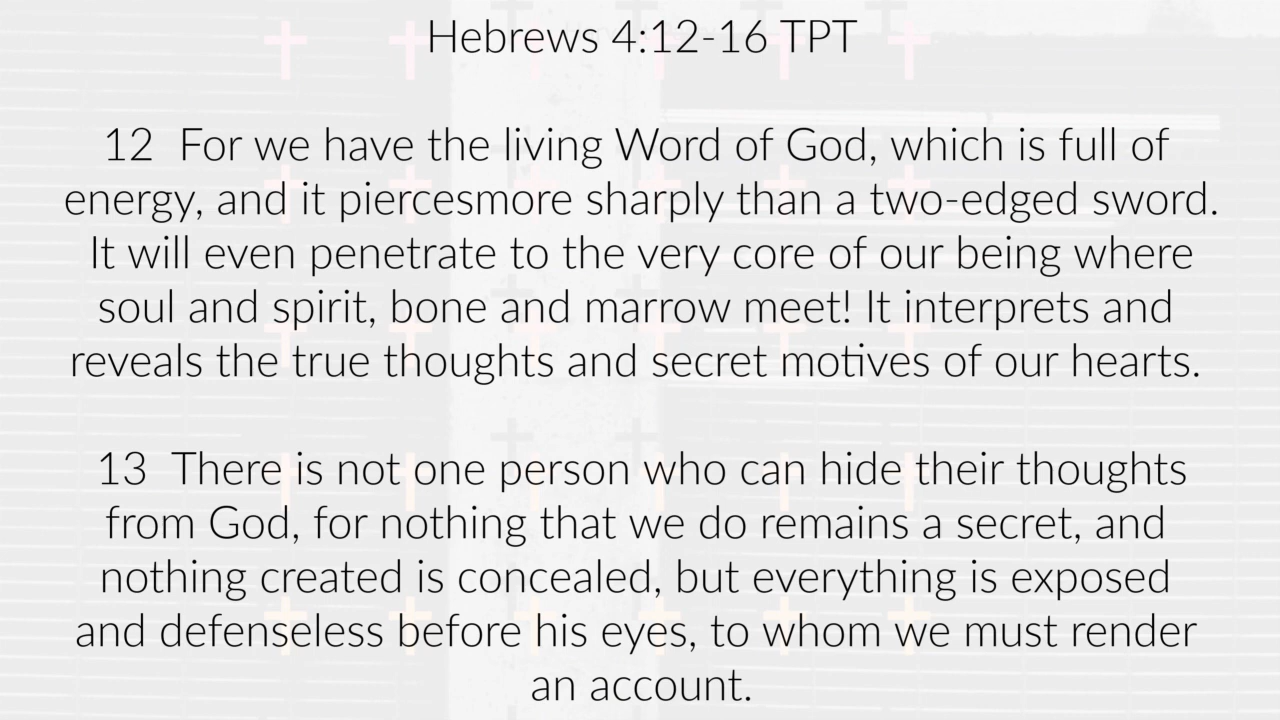 Hebrews 4:12-16 TPT
12 For we have the living Word of God, which is full of
energy, and it piercesmore sharply than a two-edged sword.
It will even penetrate to the very core of our being where
soul and spirit, bone and marrow meet! It interprets and
reveals the true thoughts and secret motives of our hearts.
13 There is not one person who can hide their thoughts
from God, for nothing that we do remains a secret, and
nothing created is concealed, but everything is exposed
and defenseless before his eyes, to whom we must render
an account.